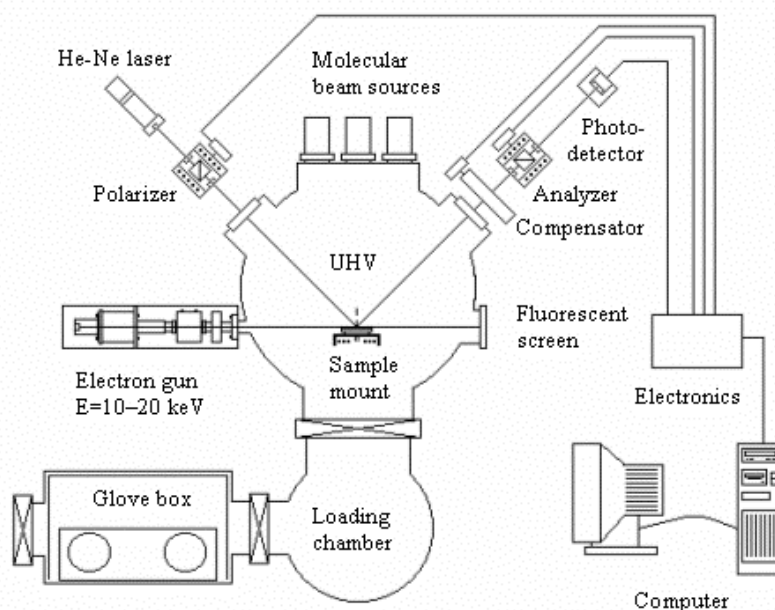 He-Ne laser
Molecular
beam sources
Photo-
detector
Polarizer
Analyzer
Compensator
UHV
Fluorescent
screen
Sample
mount
Electron gun
E=10–20 keV
Electronics
Glove box
Loading
chamber
Computer